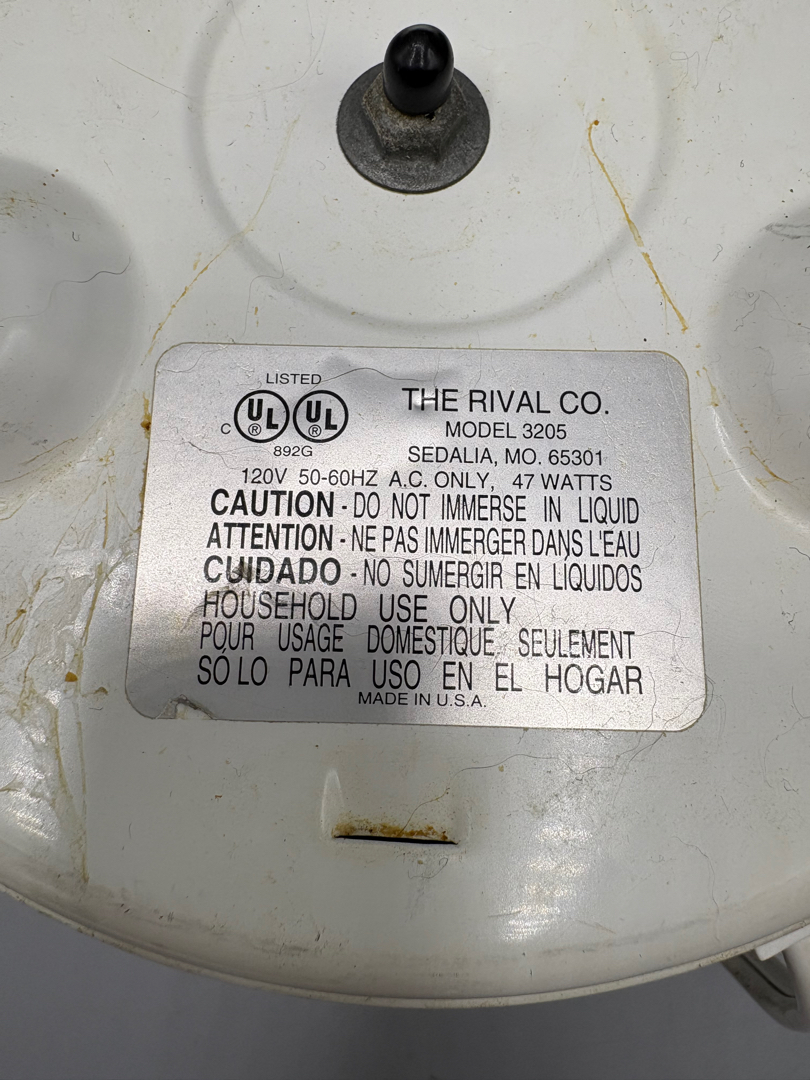 LISTED
C UL ® UL ®
892G
THE RIVAL CO.
MODEL 3205
SEDALIA, MO. 65301
120V 50-60HZ A.C. ONLY, 47 WATTS
CAUTION - DO NOT IMMERSE IN LIQUID
ATTENTION - NE PAS IMMERGER DANS L'EAU
CUIDADO - NO SUMERGIR EN LÍQUIDOS
HOUSEHOLD USE ONLY
POUR USAGE DOMESTIQUE SEULEMENT
SÓLO PARA USO EN EL HOGAR
MADE IN U.S.A.